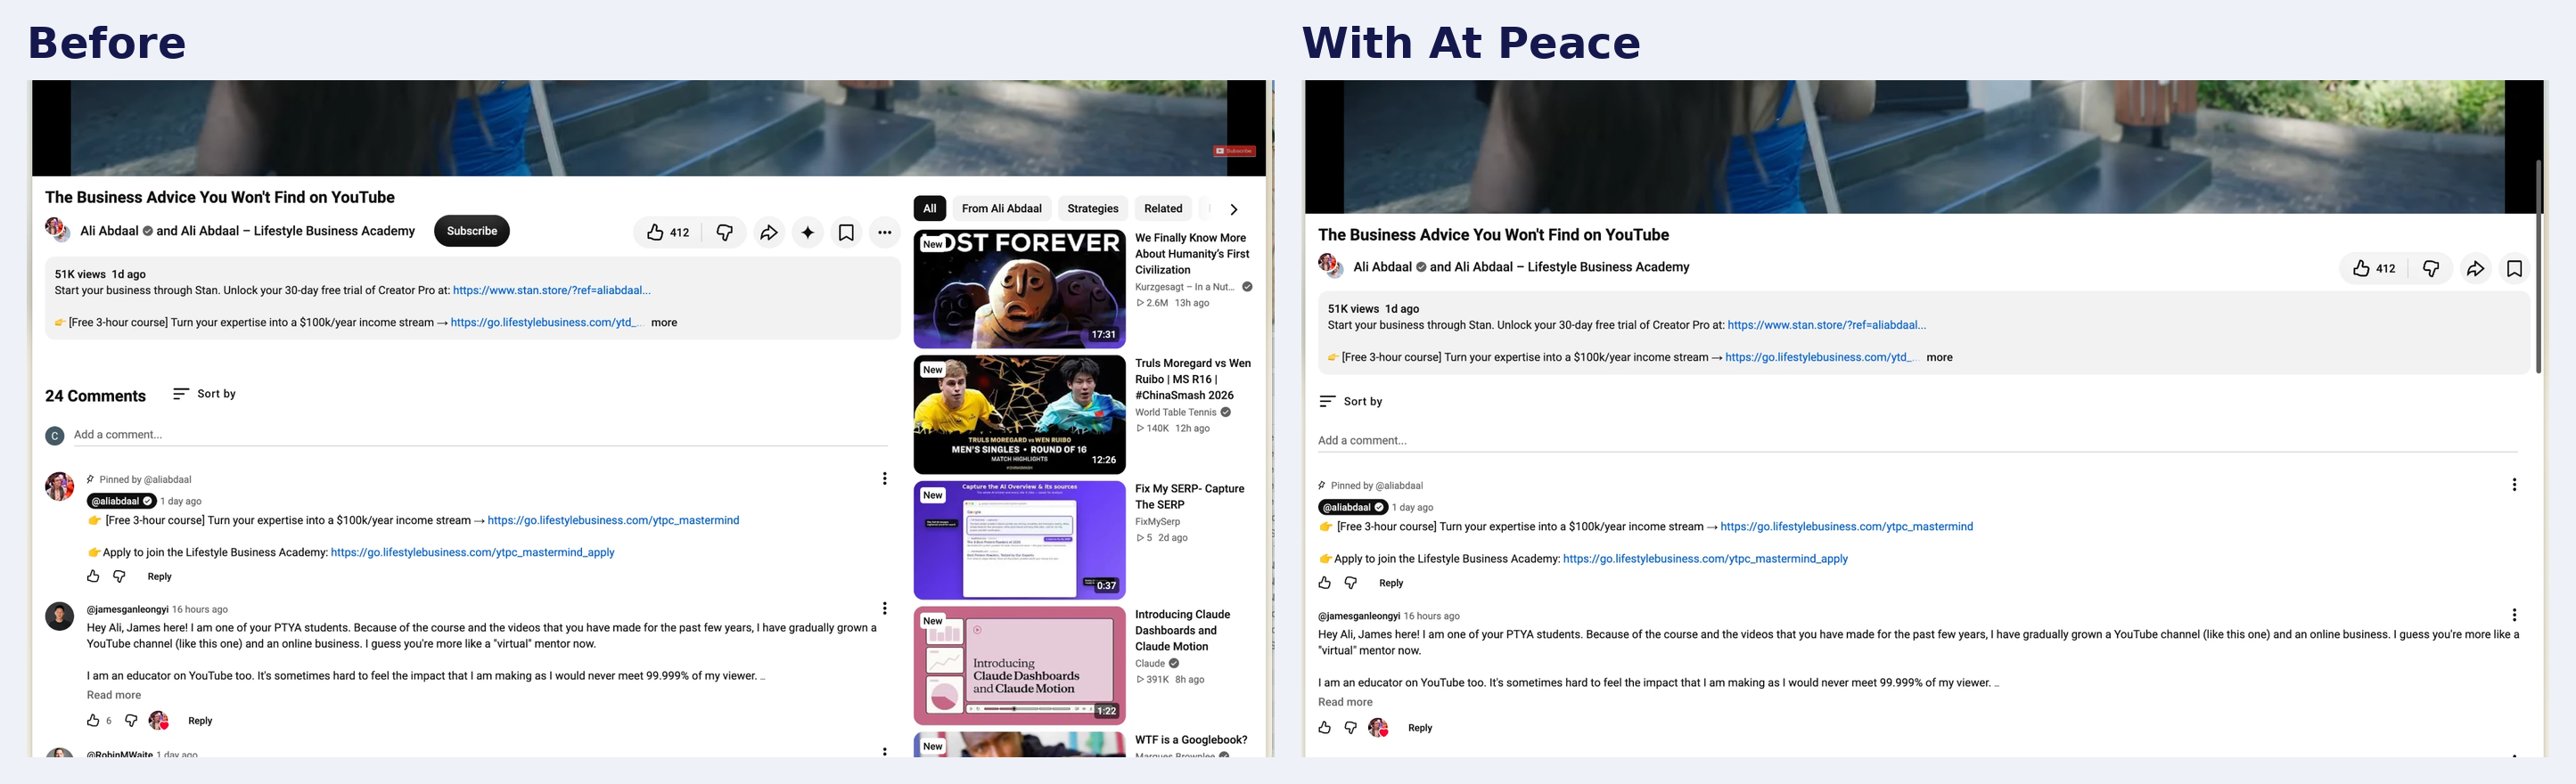 Before
Subscribe
The Business Advice You Won't Find on YouTube
Ali Abdaal and Ali Abdaal – Lifestyle Business Academy
Subscribe
412
51K views 1d ago
Start your business through Stan. Unlock your 30-day free trial of Creator Pro at: https://www.stan.store/?ref=aliabdaal...
👉 [Free 3-hour course] Turn your expertise into a $100k/year income stream → https://go.lifestylebusiness.com/ytd_... more
24 Comments
Sort by
C
Add a comment...
Pinned by @aliabdaal
@aliabdaal 1 day ago
👉 [Free 3-hour course] Turn your expertise into a $100k/year income stream → https://go.lifestylebusiness.com/ytpc_mastermind
👉Apply to join the Lifestyle Business Academy: https://go.lifestylebusiness.com/ytpc_mastermind_apply
Reply
@jamesganleongyi 16 hours ago
Hey Ali, James here! I am one of your PTYA students. Because of the course and the videos that you have made for the past few years, I have gradually grown a
YouTube channel (like this one) and an online business. I guess you're more like a "virtual" mentor now.
I am an educator on YouTube too. It's sometimes hard to feel the impact that I am making as I would never meet 99.999% of my viewer. ...
Read more
6
Reply
@RobinMWaite 1 day ago
All
From Ali Abdaal
Strategies
Related
New
OST FOREVER
17:31
We Finally Know More
About Humanity's First
Civilization
Kurzgesagt – In a Nut...
2.6M 13h ago
New
TRULS MOREGARD vs WEN RUIBO
MEN'S SINGLES • ROUND OF 16
MATCH HIGHLIGHTS
12:26
Truls Moregard vs Wen
Ruibo | MS R16 |
#ChinaSmash 2026
World Table Tennis
140K 12h ago
New
Capture the AI Overview & its sources
0:37
Fix My SERP- Capture
The SERP
FixMySerp
5 2d ago
New
Introducing
Claude Dashboards
and Claude Motion
1:22
Introducing Claude
Dashboards and
Claude Motion
Claude
391K 8h ago
New
WTF is a Googlebook?
Marques Brownlee
With At Peace
The Business Advice You Won't Find on YouTube
Ali Abdaal and Ali Abdaal – Lifestyle Business Academy
412
51K views 1d ago
Start your business through Stan. Unlock your 30-day free trial of Creator Pro at: https://www.stan.store/?ref=aliabdaal...
👉 [Free 3-hour course] Turn your expertise into a $100k/year income stream → https://go.lifestylebusiness.com/ytd_... more
Sort by
Add a comment...
Pinned by @aliabdaal
@aliabdaal 1 day ago
👉 [Free 3-hour course] Turn your expertise into a $100k/year income stream → https://go.lifestylebusiness.com/ytpc_mastermind
👉Apply to join the Lifestyle Business Academy: https://go.lifestylebusiness.com/ytpc_mastermind_apply
Reply
@jamesganleongyi 16 hours ago
Hey Ali, James here! I am one of your PTYA students. Because of the course and the videos that you have made for the past few years, I have gradually grown a YouTube channel (like this one) and an online business. I guess you're more like a
"virtual" mentor now.
I am an educator on YouTube too. It's sometimes hard to feel the impact that I am making as I would never meet 99.999% of my viewer. ...
Read more
Reply